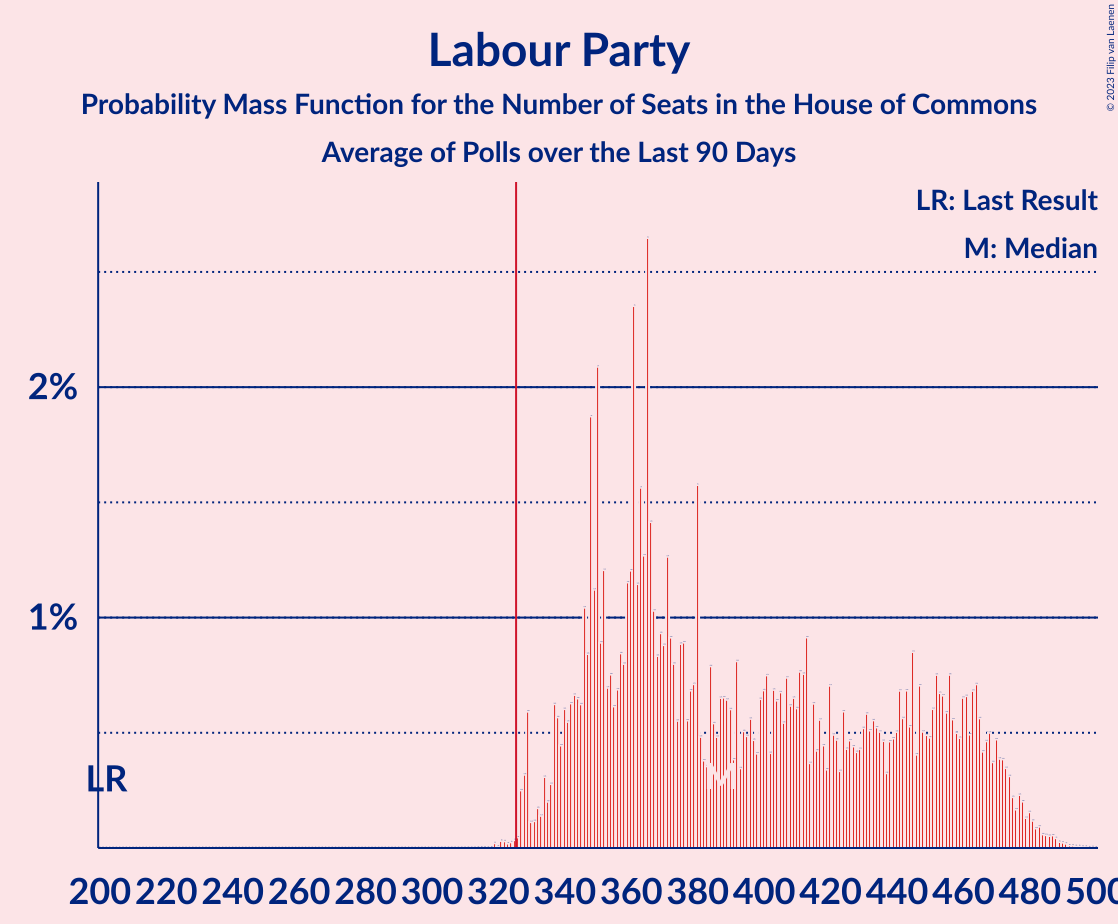 Labour Party
Probability Mass Function for the Number of Seats in the House of Commons
Average of Polls over the Last 90 Days
© 2023 Filip van Laenen
LR: Last Result
M: Median
2%
1%
LR
M
200 220 240 260 280 300 320 340 360 380 400 420 440 460 480 500